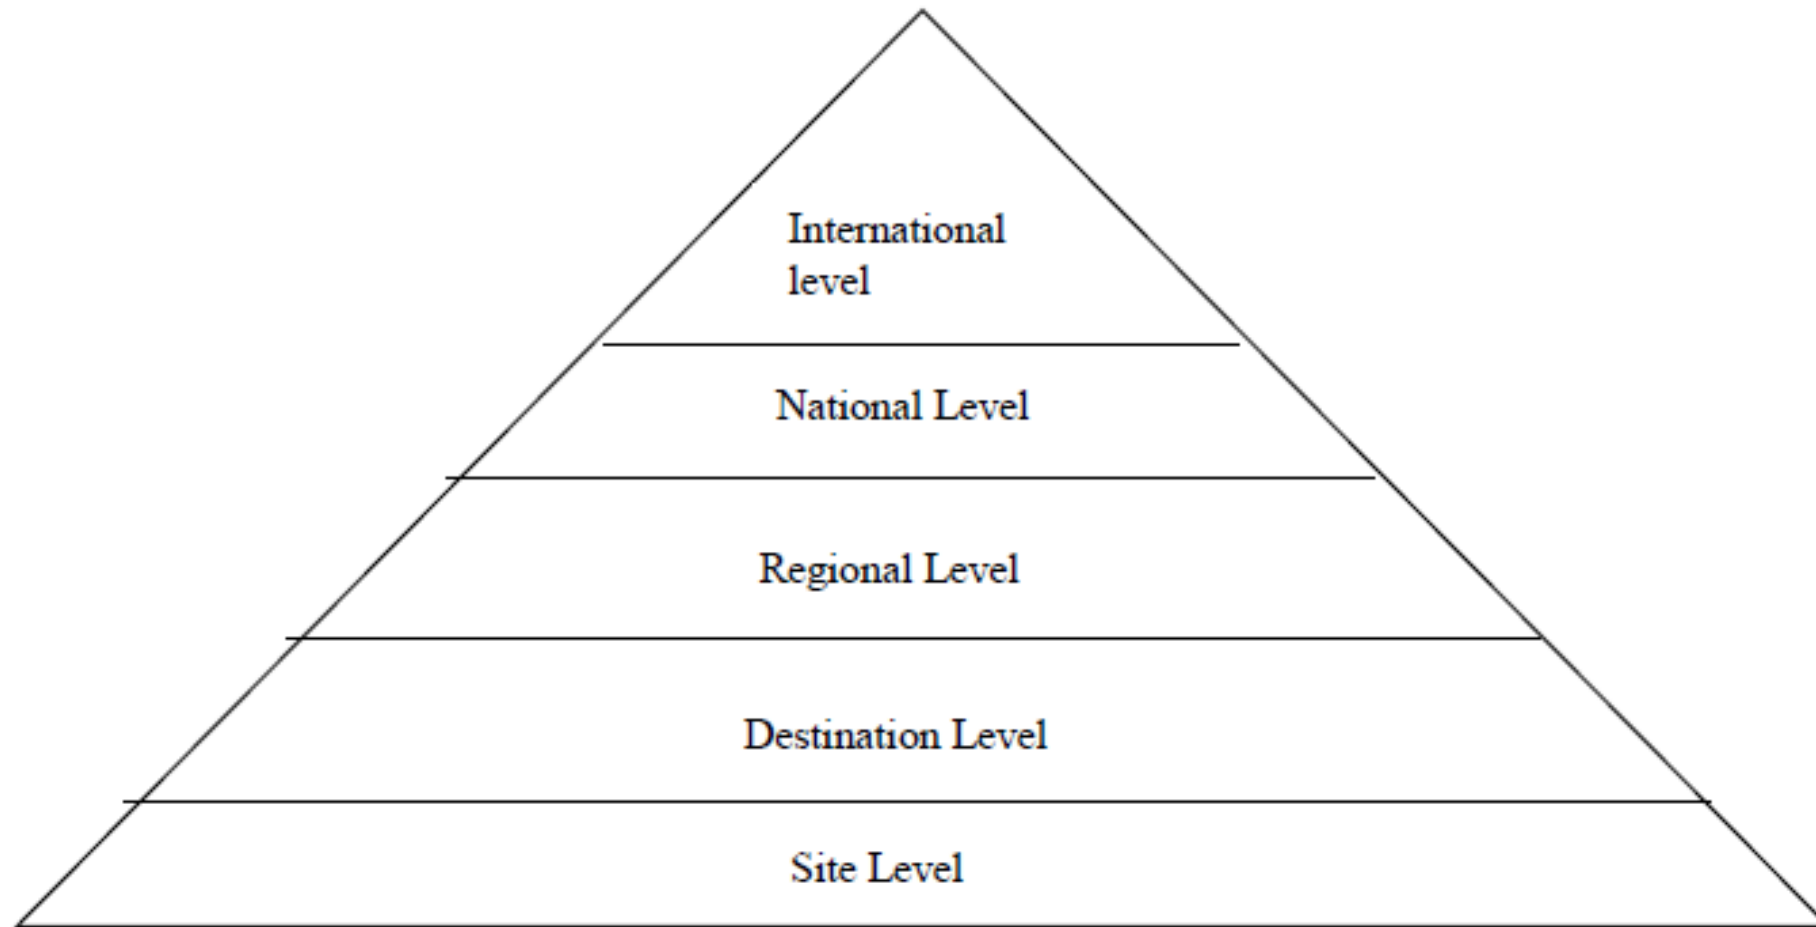 International
level
National Level
Regional Level
Destination Level
Site Level